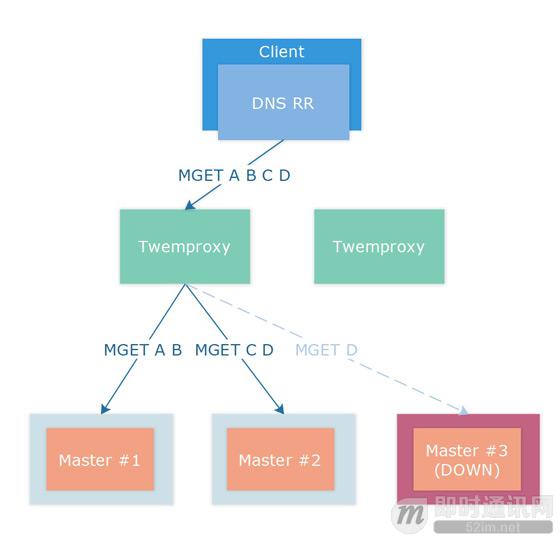 Client
DNS RR
MGET A B C D
Twemproxy
Twemproxy
MGET A B
MGET C D
MGET D
Master #1
Master #2
Master #3
(DOWN)
m
即时通讯网
52im.net